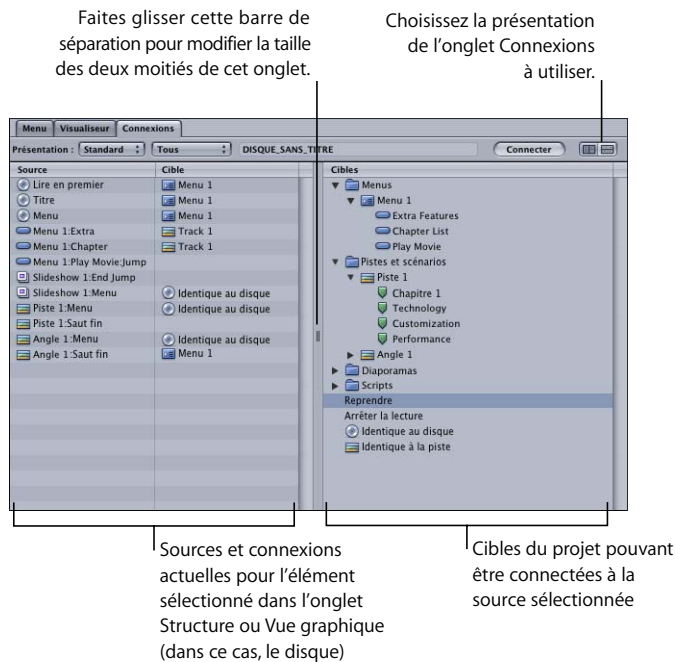 Faites glisser cette barre de
séparation pour modifier la taille
des deux moitiés de cet onglet.
Choisissez la présentation
de l'onglet Connexions
à utiliser.
Menu Visualiseur Connexions
Présentation : Standard Tous DISQUE_SANS_TITRE Connecter
Source Cible
Lire en premier Menu 1
Titre Menu 1
Menu Menu 1
Menu 1:Extra Track 1
Menu 1:Chapter Track 1
Menu 1:Play Movie:Jump
Slideshow 1:End Jump
Slideshow 1:Menu Identique au disque
Piste 1:Menu Identique au disque
Piste 1:Saut fin
Angle 1:Menu Identique au disque
Angle 1:Saut fin Menu 1
Cibles
Menus
Menu 1
Extra Features
Chapter List
Play Movie
Pistes et scénarios
Piste 1
Chapitre 1
Technology
Customization
Performance
Angle 1
Diaporamas
Scripts
Reprendre
Arrêter la lecture
Identique au disque
Identique à la piste
Sources et connexions
actuelles pour l'élément
sélectionné dans l'onglet
Structure ou Vue graphique
(dans ce cas, le disque)
Cibles du projet pouvant
être connectées à la
source sélectionnée